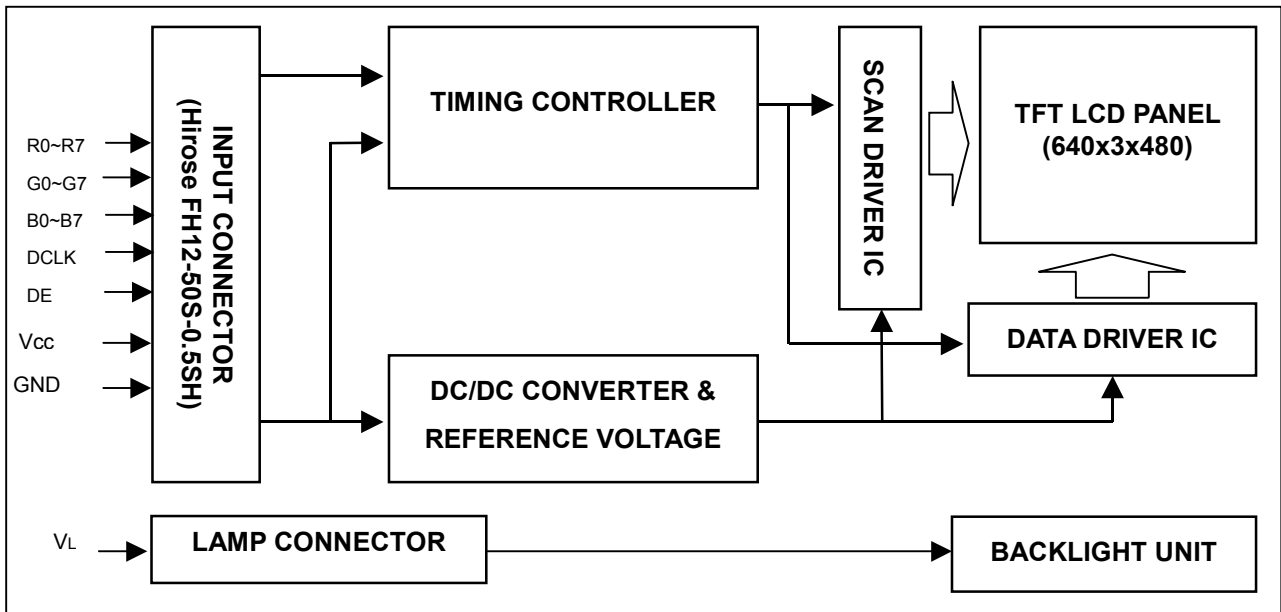 R0~R7
G0~G7
B0~B7
DCLK
DE
Vcc
GND
INPUT CONNECTOR
(Hirose FH12-50S-0.5SH)
TIMING CONTROLLER
SCAN DRIVER IC
TFT LCD PANEL
(640x3x480)
DATA DRIVER IC
DC/DC CONVERTER &
REFERENCE VOLTAGE
VL
LAMP CONNECTOR
BACKLIGHT UNIT